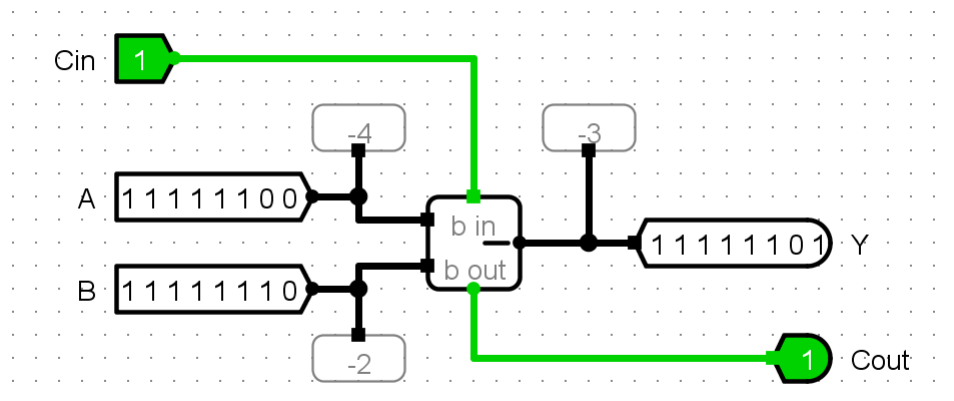 Cin 1
-4
-3
A 11111100
b in
−
11111101 Y
B 11111110
b out
-2
1 Cout